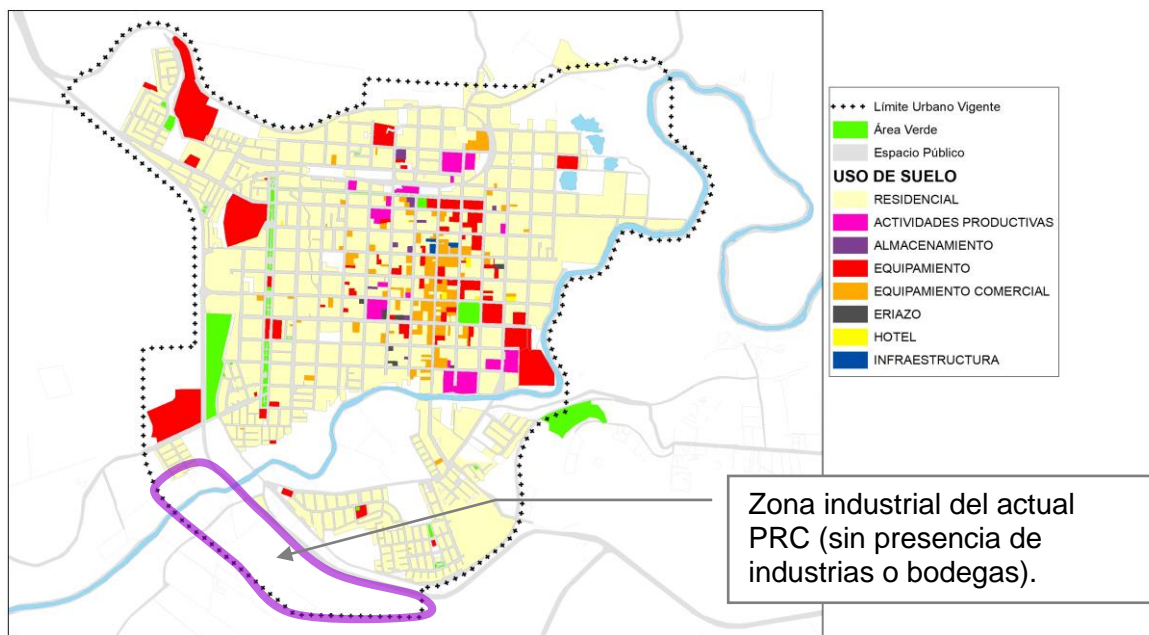 Límite Urbano Vigente
Área Verde
Espacio Público
USO DE SUELO
RESIDENCIAL
ACTIVIDADES PRODUCTIVAS
ALMACENAMIENTO
EQUIPAMIENTO
EQUIPAMIENTO COMERCIAL
ERIAZO
HOTEL
INFRAESTRUCTURA
Zona industrial del actual
PRC (sin presencia de
industrias o bodegas).